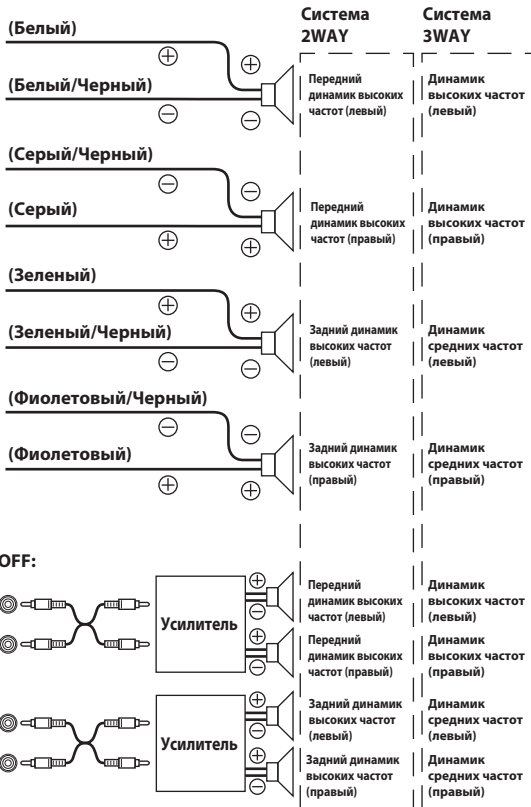 Система
2WAY
Система
3WAY
(Белый)
⊕
⊕
(Белый/Черный)
⊖
⊖
Передний
динамик высоких
частот (левый)
Динамик
высоких частот
(левый)
(Серый/Черный)
⊖
⊖
(Серый)
⊕
⊕
Передний
динамик высоких
частот (правый)
Динамик
высоких частот
(правый)
(Зеленый)
⊕
⊕
(Зеленый/Черный)
⊖
⊖
Задний динамик
высоких частот
(левый)
Динамик
средних частот
(левый)
(Фиолетовый/Черный)
⊖
⊖
(Фиолетовый)
⊕
⊕
Задний динамик
высоких частот
(правый)
Динамик
средних частот
(правый)
OFF:
Усилитель
⊕
⊖
Передний
динамик высоких
частот (левый)
Динамик
высоких частот
(левый)
⊕
⊖
Передний
динамик высоких
частот (правый)
Динамик
высоких частот
(правый)
Усилитель
⊕
⊖
Задний динамик
высоких частот
(левый)
Динамик
средних частот
(левый)
⊕
⊖
Задний динамик
высоких частот
(правый)
Динамик
средних частот
(правый)